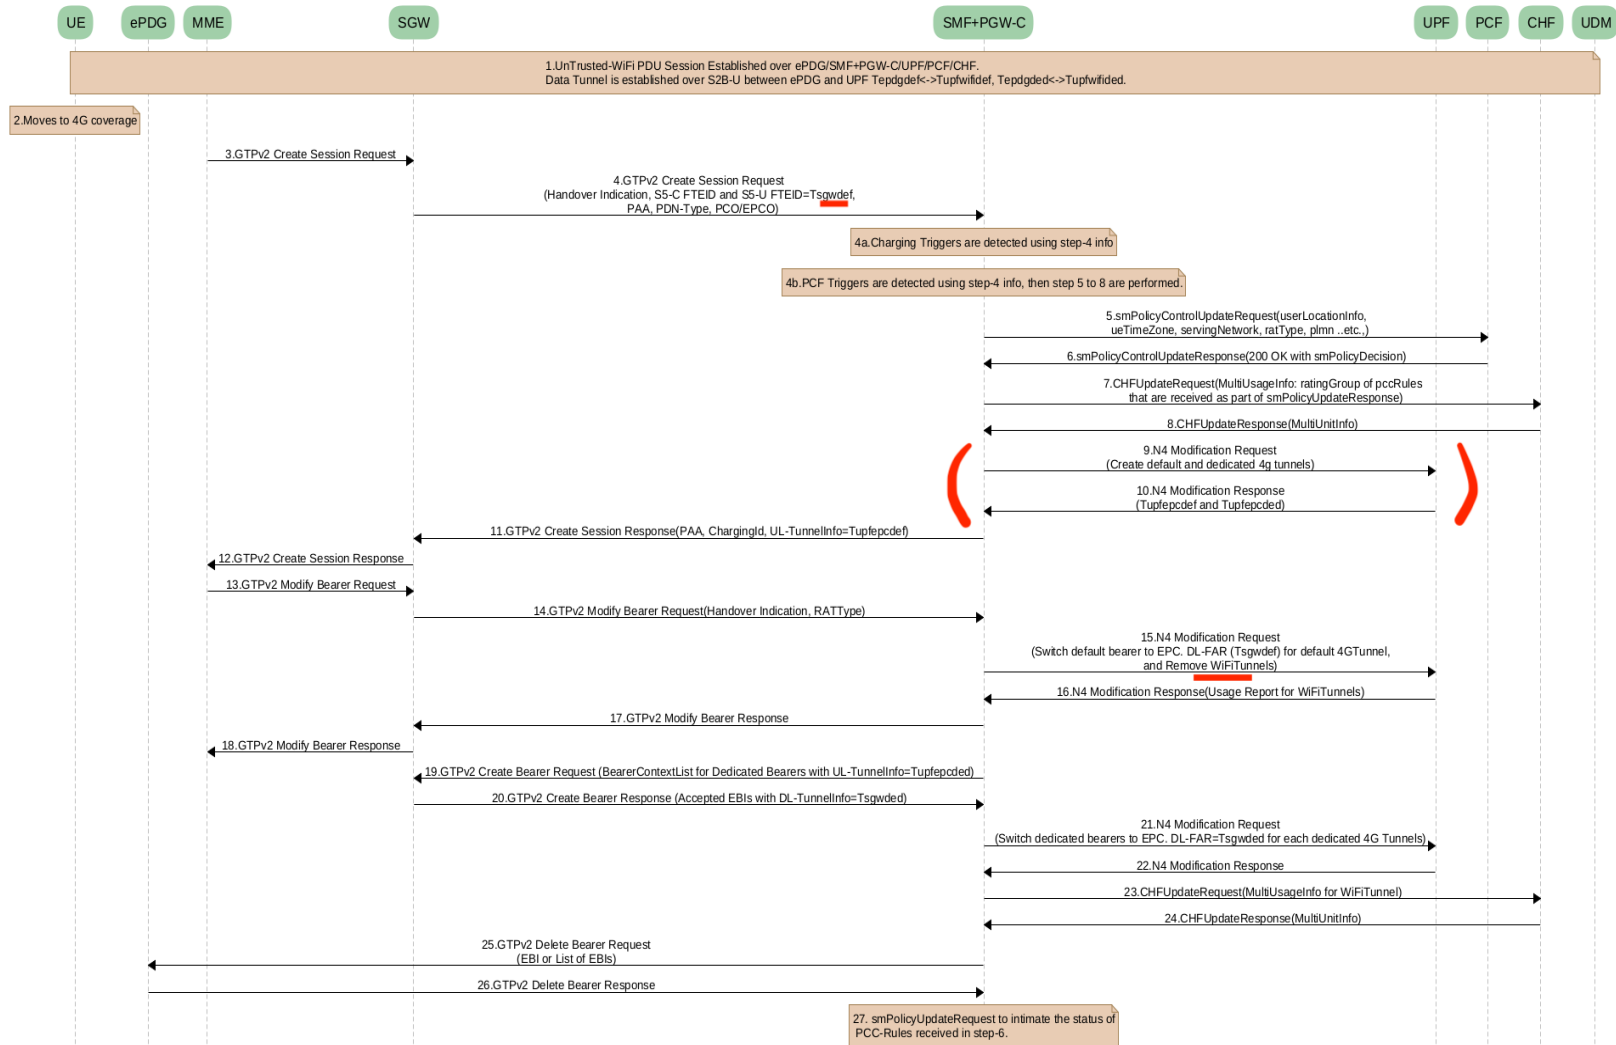 UE ePDG MME SGW SMF+PGW-C UPF PCF CHF UDM
1.UnTrusted-WiFi PDU Session Established over ePDG/SMF+PGW-C/UPF/PCF/CHF.
Data Tunnel is established over S2B-U between ePDG and UPF Tepdgdef<->Tupfwifidef, Tepdgded<->Tupfwifided.
2.Moves to 4G coverage
3.GTPv2 Create Session Request
4.GTPv2 Create Session Request
(Handover Indication, S5-C FTEID and S5-U FTEID=Tsgwdef,
PAA, PDN-Type, PCO/EPCO)
4a.Charging Triggers are detected using step-4 info
4b.PCF Triggers are detected using step-4 info, then step 5 to 8 are performed.
5.smPolicyControlUpdateRequest(userLocationInfo,
ueTimeZone, servingNetwork, ratType, plmn ..etc.,)
6.smPolicyControlUpdateResponse(200 OK with smPolicyDecision)
7.CHFUpdateRequest(MultiUsageInfo: ratingGroup of pccRules
that are received as part of smPolicyUpdateResponse)
8.CHFUpdateResponse(MultiUnitInfo)
9.N4 Modification Request
(Create default and dedicated 4g tunnels)
10.N4 Modification Response
(Tupfepcdef and Tupfepcded)
11.GTPv2 Create Session Response(PAA, ChargingId, UL-TunnelInfo=Tupfepcdef)
12.GTPv2 Create Session Response
13.GTPv2 Modify Bearer Request
14.GTPv2 Modify Bearer Request(Handover Indication, RATType)
15.N4 Modification Request
(Switch default bearer to EPC. DL-FAR (Tsgwdef) for default 4GTunnel,
and Remove WiFiTunnels)
16.N4 Modification Response(Usage Report for WiFiTunnels)
17.GTPv2 Modify Bearer Response
18.GTPv2 Modify Bearer Response
19.GTPv2 Create Bearer Request (BearerContextList for Dedicated Bearers with UL-TunnelInfo=Tupfepcded)
20.GTPv2 Create Bearer Response (Accepted EBIs with DL-TunnelInfo=Tsgwded)
21.N4 Modification Request
(Switch dedicated bearers to EPC. DL-FAR=Tsgwded for each dedicated 4G Tunnels)
22.N4 Modification Response
23.CHFUpdateRequest(MultiUsageInfo for WiFiTunnel)
24.CHFUpdateResponse(MultiUnitInfo)
25.GTPv2 Delete Bearer Request
(EBI or List of EBIs)
26.GTPv2 Delete Bearer Response
27. smPolicyUpdateRequest to intimate the status of
PCC-Rules received in step-6.